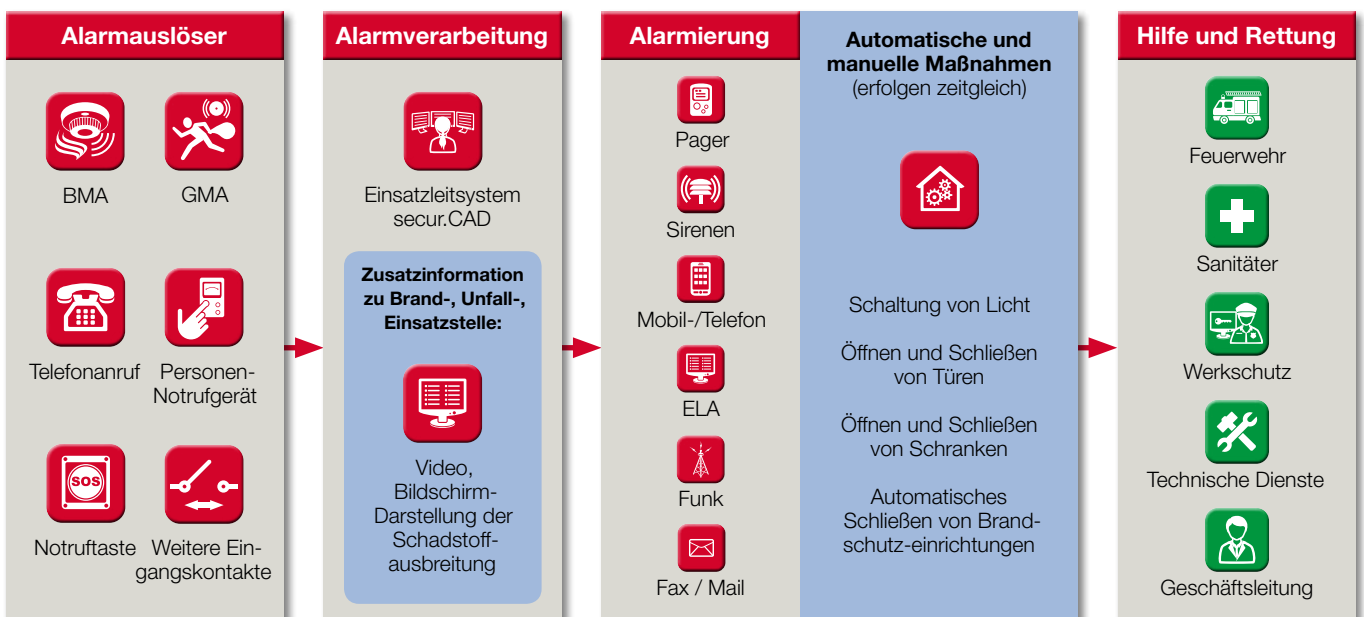 Alarmauslöser
BMA
GMA
Telefonanruf
Personen-
Notrufgerät
SOS
Notruftaste
Weitere Ein-
gangskontakte
Alarmverarbeitung
Einsatzleitsystem
secur.CAD
Zusatzinformation
zu Brand-, Unfall-,
Einsatzstelle:
Video,
Bildschirm-
Darstellung der
Schadstoff-
ausbreitung
Alarmierung
Pager
Sirenen
Mobil-/Telefon
ELA
Funk
Fax / Mail
Automatische und
manuelle Maßnahmen
(erfolgen zeitgleich)
Schaltung von Licht
Öffnen und Schließen
von Türen
Öffnen und Schließen
von Schranken
Automatisches
Schließen von Brand-
schutz-einrichtungen
Hilfe und Rettung
Feuerwehr
Sanitäter
Werkschutz
Technische Dienste
Geschäftsleitung